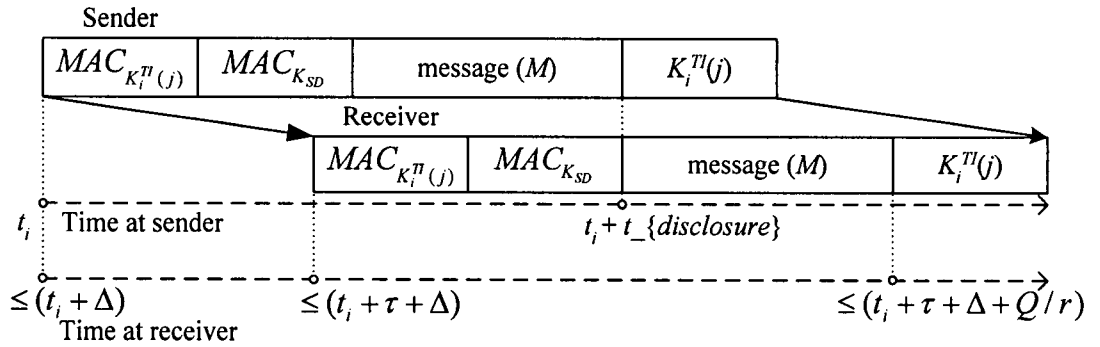 Sender
MAC_{K_i^{TI}(j)} MAC_{K_{SD}} message (M) K_i^{TI}(j)
Receiver
MAC_{K_i^{TI}(j)} MAC_{K_{SD}} message (M) K_i^{TI}(j)
t_i Time at sender t_i + t_{disclosure}
≤(t_i + Δ) ≤(t_i + τ + Δ) ≤(t_i + τ + Δ + Q/r)
Time at receiver